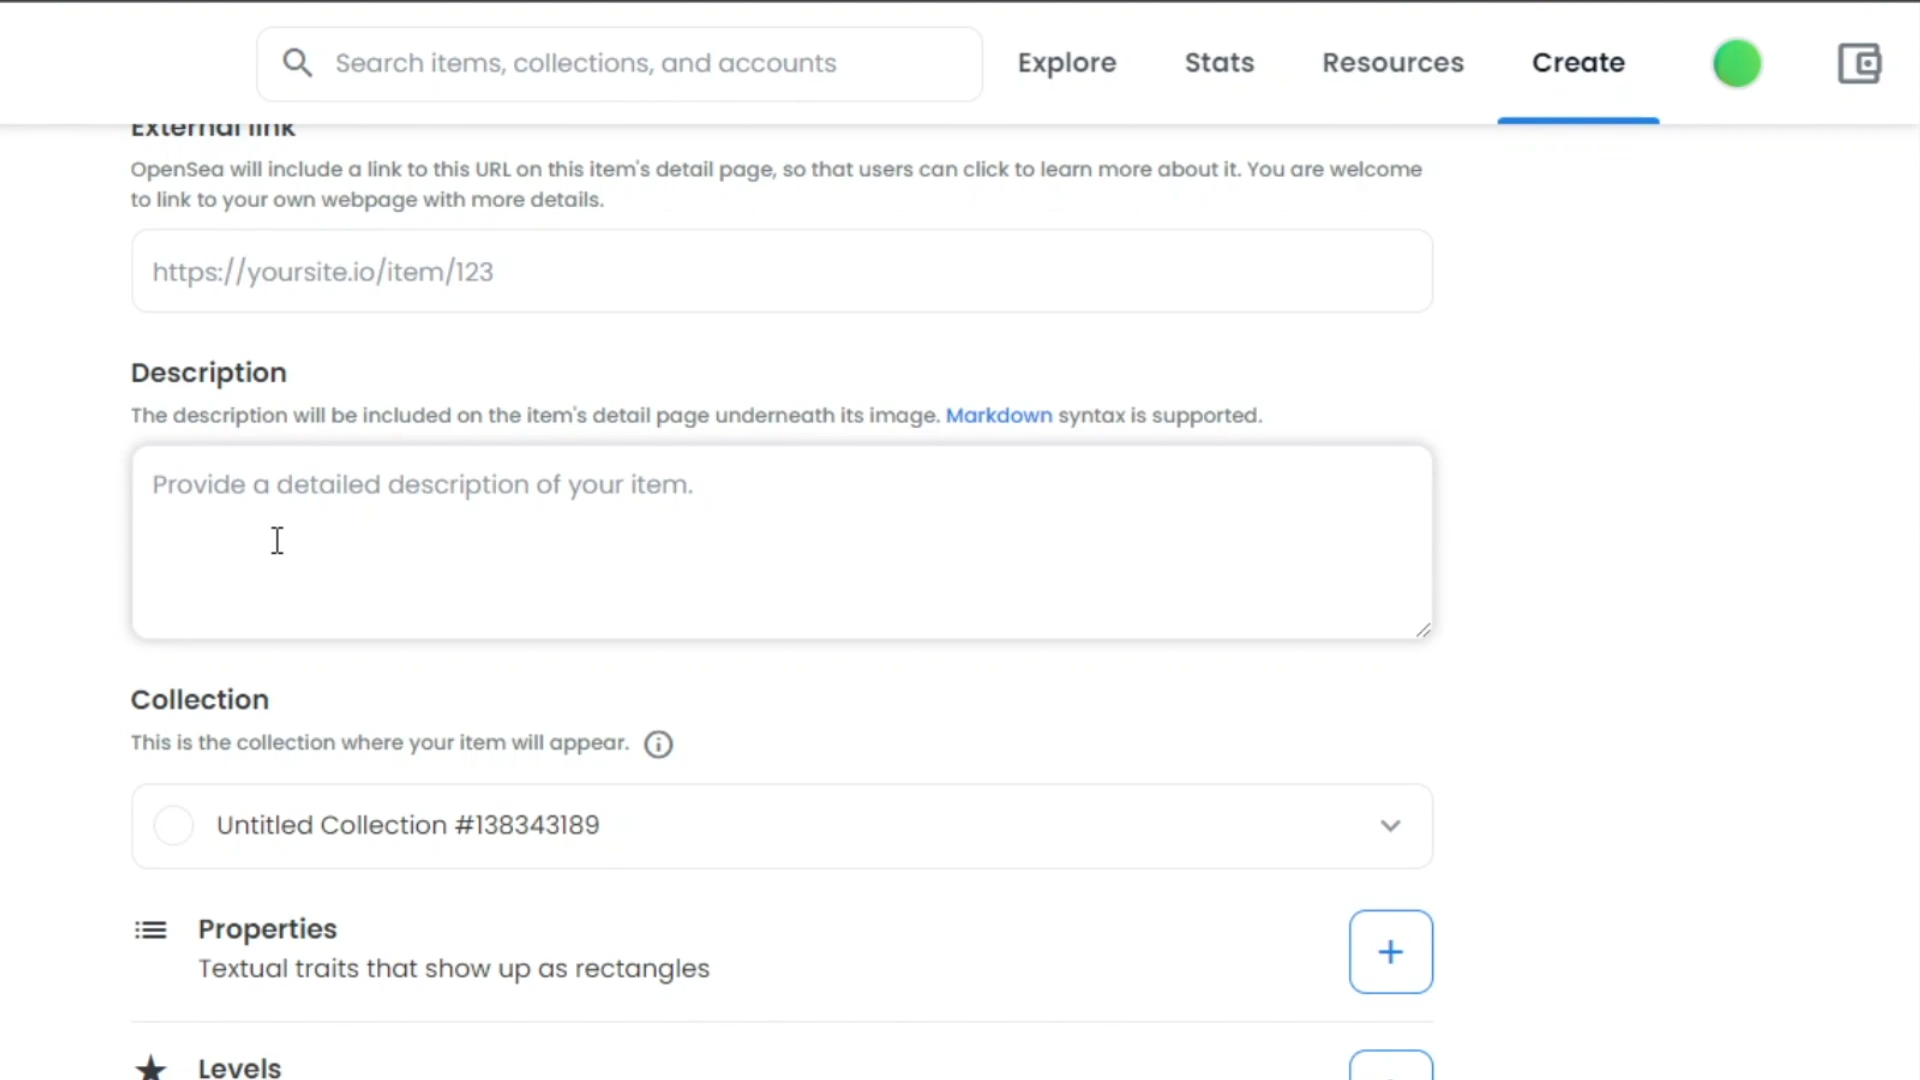 Search items, collections, and accounts
Explore
Stats
Resources
Create
External link
OpenSea will include a link to this URL on this item's detail page, so that users can click to learn more about it. You are welcome
to link to your own webpage with more details.
https://yoursite.io/item/123
Description
The description will be included on the item's detail page underneath its image. Markdown syntax is supported.
Provide a detailed description of your item.
Collection
This is the collection where your item will appear.
Untitled Collection #138343189
Properties
Textual traits that show up as rectangles
Levels